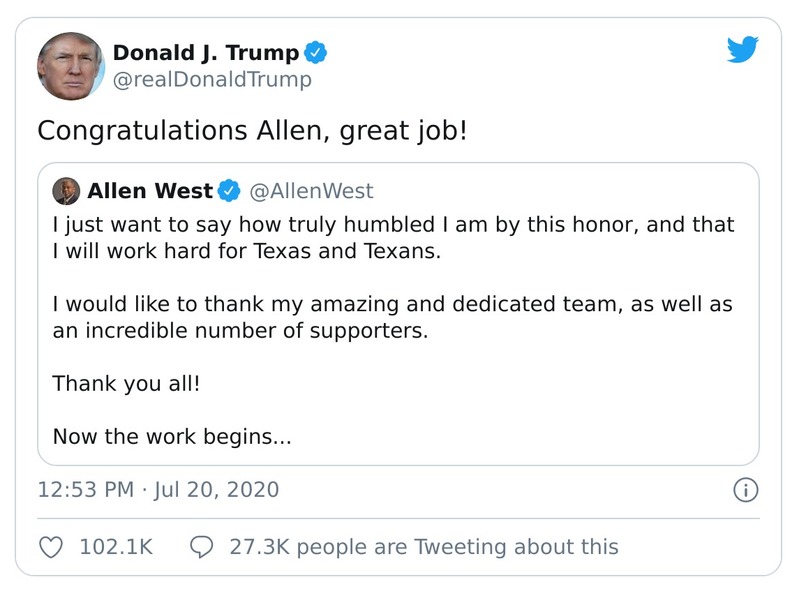 Donald J. Trump
@realDonaldTrump
Congratulations Allen, great job!
Allen West @AllenWest
I just want to say how truly humbled I am by this honor, and that
I will work hard for Texas and Texans.
I would like to thank my amazing and dedicated team, as well as
an incredible number of supporters.
Thank you all!
Now the work begins...
12:53 PM · Jul 20, 2020
102.1K 27.3K people are Tweeting about this